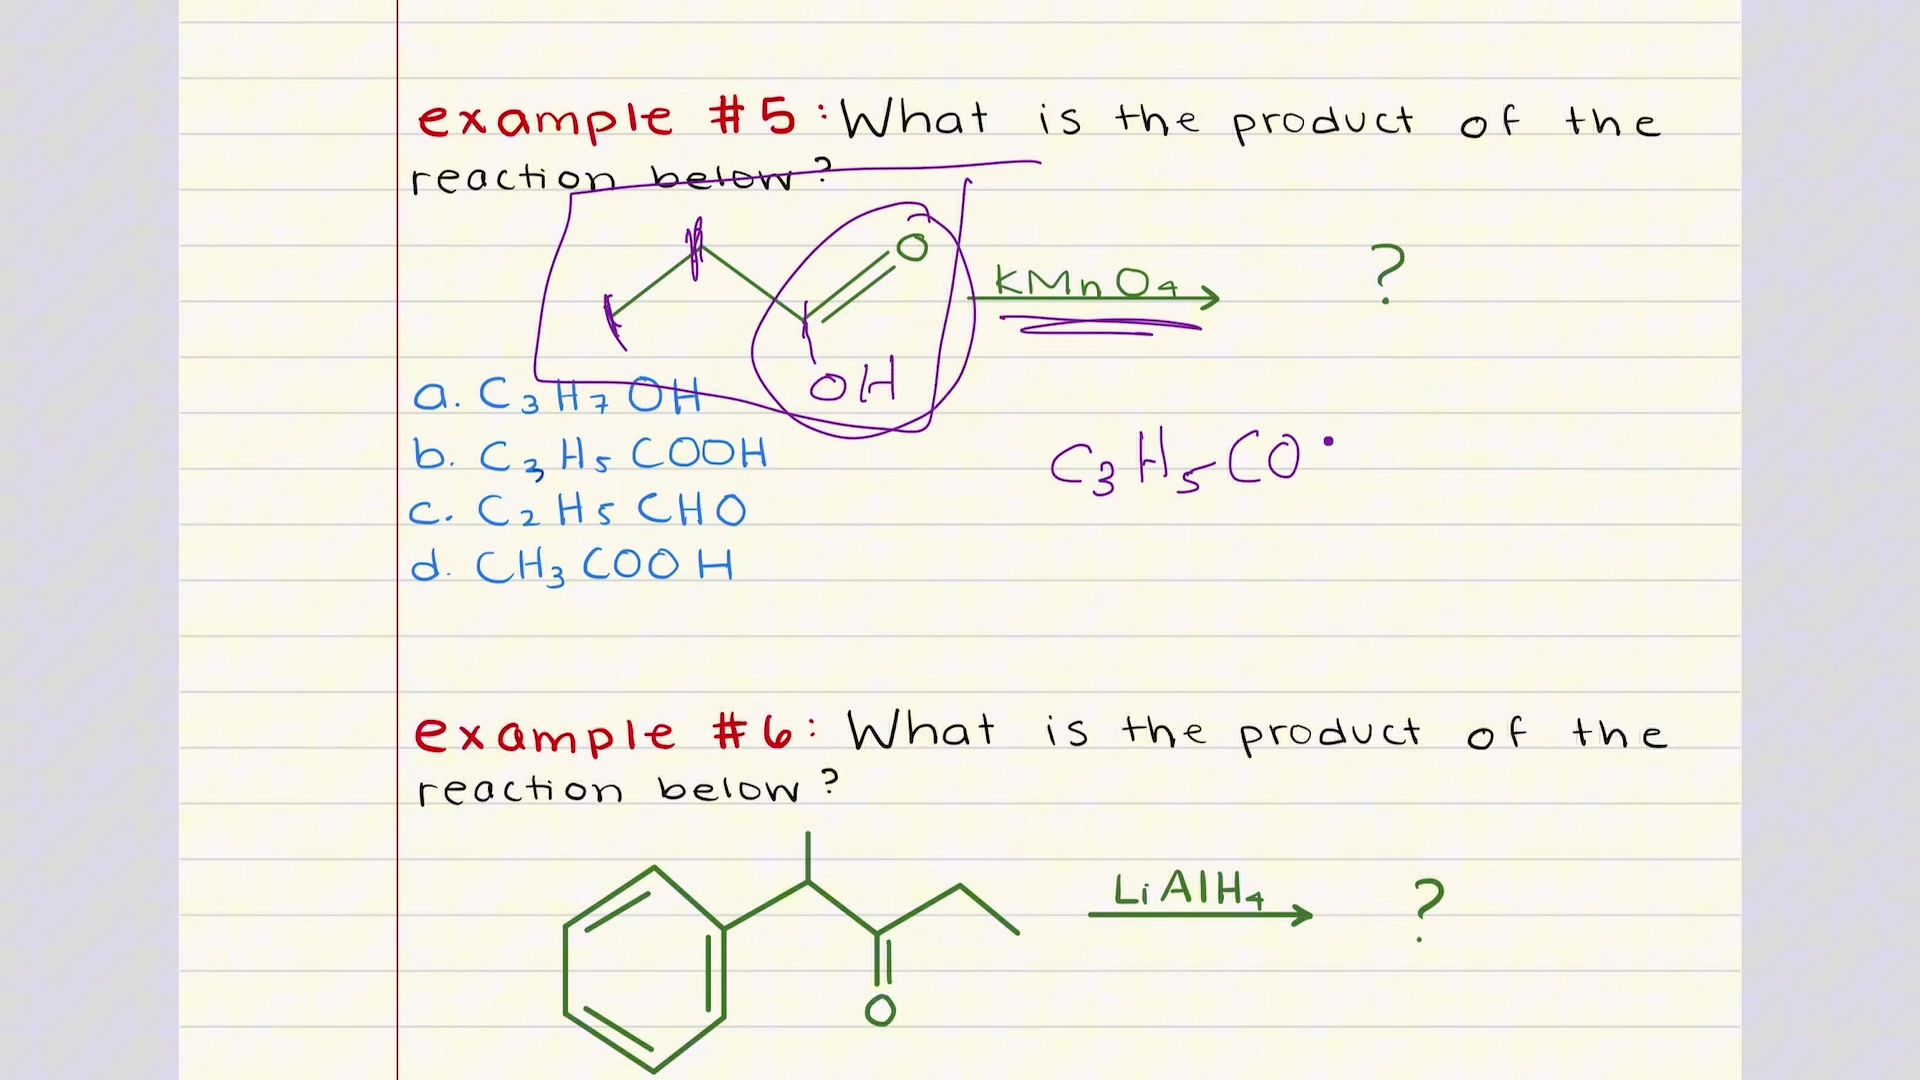 example #5: What is the product of the
reaction below?
O
KMnO4
?
OH
a. C3H7OH
b. C3H5COOH
C3H5CO
c. C2H5CHO
d. CH3COOH
example #6: What is the product of the
reaction below?
LiAlH4
?
O